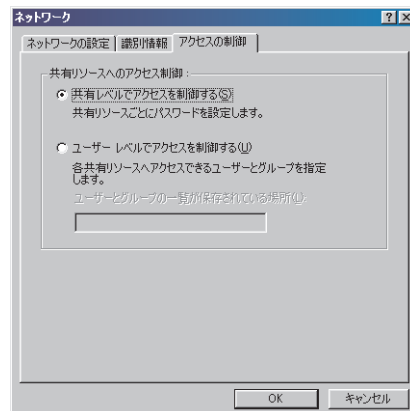 ネットワーク
ネットワークの設定 識別情報 アクセスの制御
共有リソースへのアクセス制御:
共有レベルでアクセスを制御する(S)
共有リソースごとにパスワードを設定します。
ユーザー レベルでアクセスを制御する(U)
各共有リソースへアクセスできるユーザーとグループを指定
します。
ユーザーとグループの一覧が保存されている場所(L):
OK キャンセル